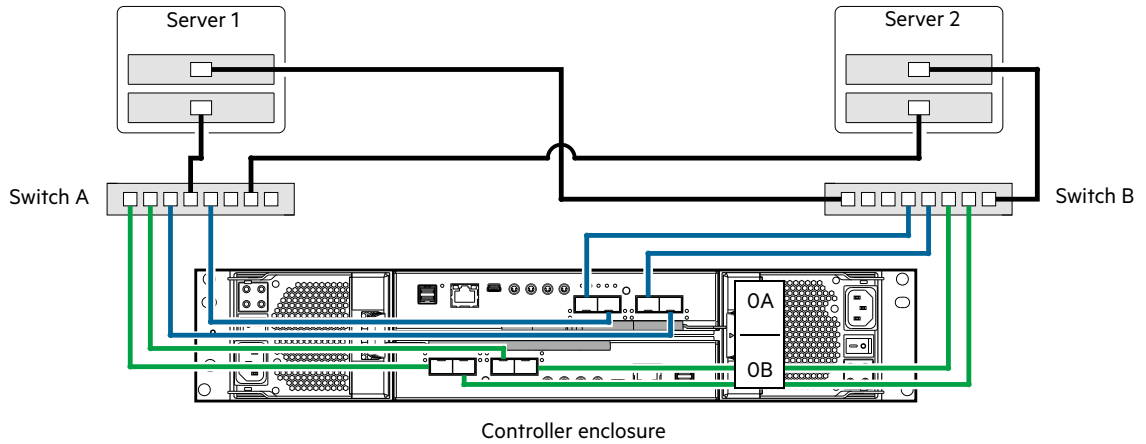 Server 1
Server 2
Switch A
Switch B
0A
0B
Controller enclosure